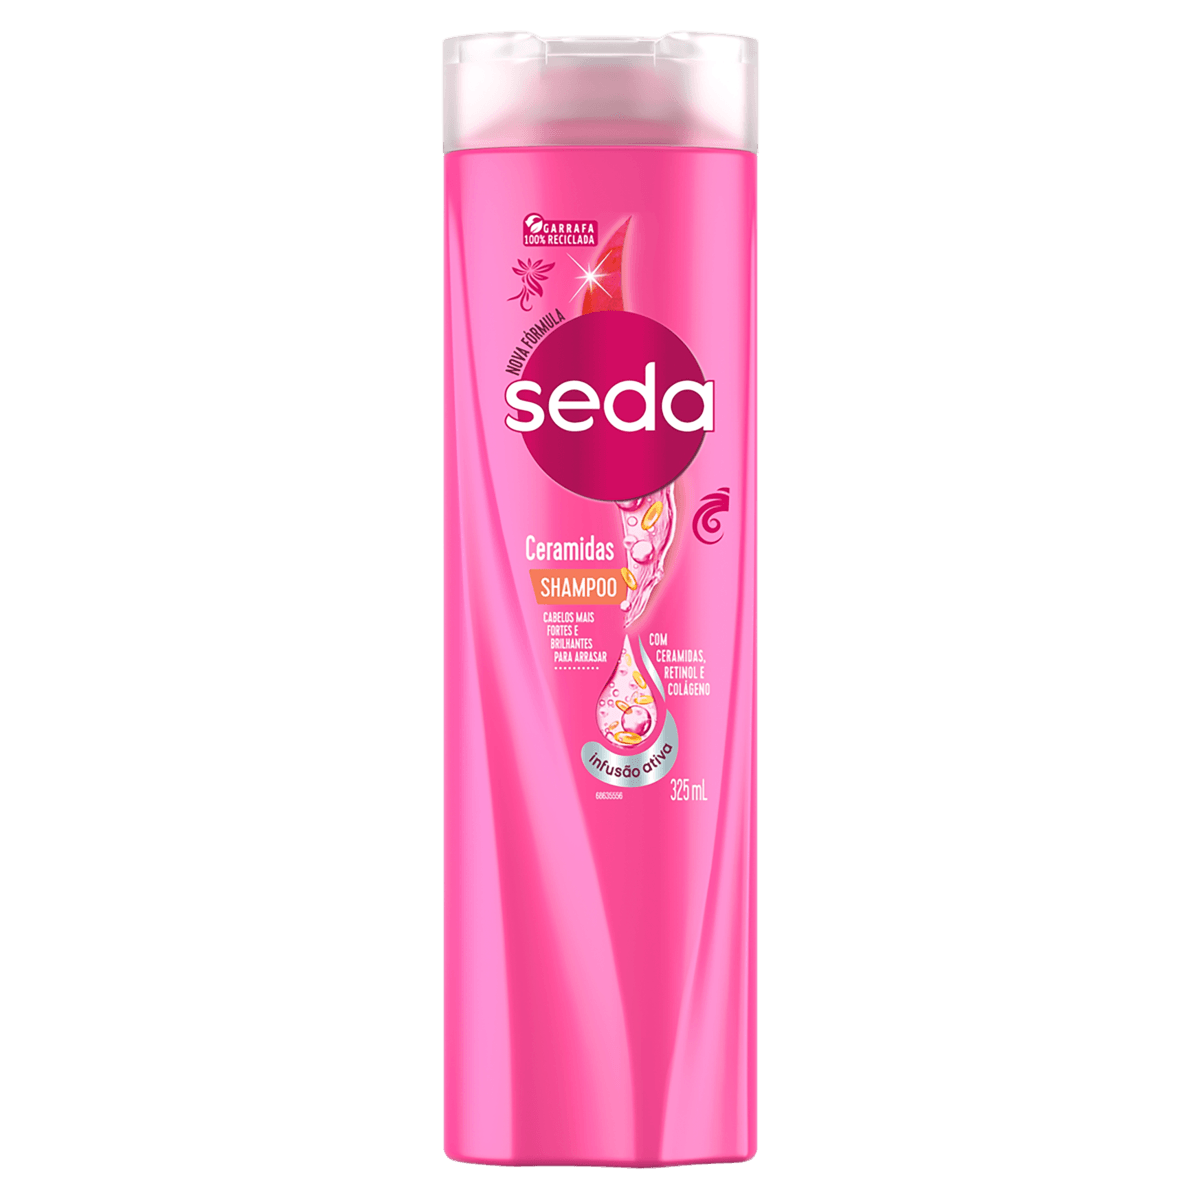 GARRAFA
100% RECICLADA
NOVA FÓRMULA
seda
Ceramidas
SHAMPOO
CABELOS MAIS
FORTES E
BRILHANTES
PARA ARRASAR
COM
CERAMIDAS,
RETINOL E
COLÁGENO
infusão ativa
68635556
325 mL